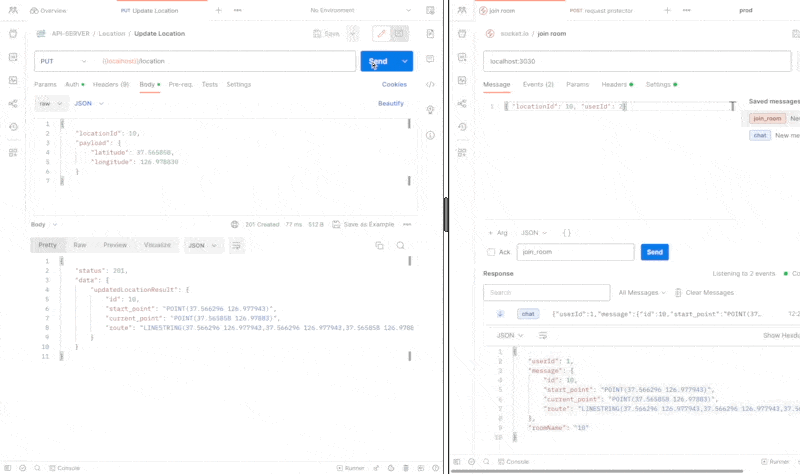 Overview
PUT Update Location
No Environment
API-SERVER / Location / Update Location
Save
PUT
{{localhost}}/location
Send
Params Auth Headers (9) Body Pre-req. Tests Settings
Cookies
raw JSON
Beautify
1 {
2 "locationId": 10,
3 "payload": {
4 "latitude": 37.565858,
5 "longitude": 126.978830
6 }
7 }
Body
201 Created 77 ms 512 B Save as Example
Pretty Raw Preview Visualize JSON
1 {
2 "status": 201,
3 "data": {
4 "updatedLocationResult": {
5 "id": 10,
6 "start_point": "POINT(37.566296 126.977943)",
7 "current_point": "POINT(37.565858 126.97883)",
8 "route": "LINESTRING(37.566296 126.977943,37.566296 126.977943,37.565858 126.978
9 }
10 }
11 }
Console
Runner
join room
POST request protector
prod
socket.io / join room
localhost:3030
Message Events (2) Params Headers Settings
1 { "locationId": 10, "userId": 2}
Saved messages
join_room
chat New me
+ Arg JSON { }
Ack join_room Send
Response
Listening to 2 events
Search
All Messages
Clear Messages
chat {"userId":1,"message":{"id":10,"start_point":"POINT(37....
JSON
Show Hexdu
1 {
2 "userId": 1,
3 "message": {
4 "id": 10,
5 "start_point": "POINT(37.566296 126.977943)",
6 "current_point": "POINT(37.565858 126.97883)",
7 "route": "LINESTRING(37.566296 126.977943,37.566296 126.977943,37.5
8 },
9 "roomName": "10"
10 }
Console
Runner